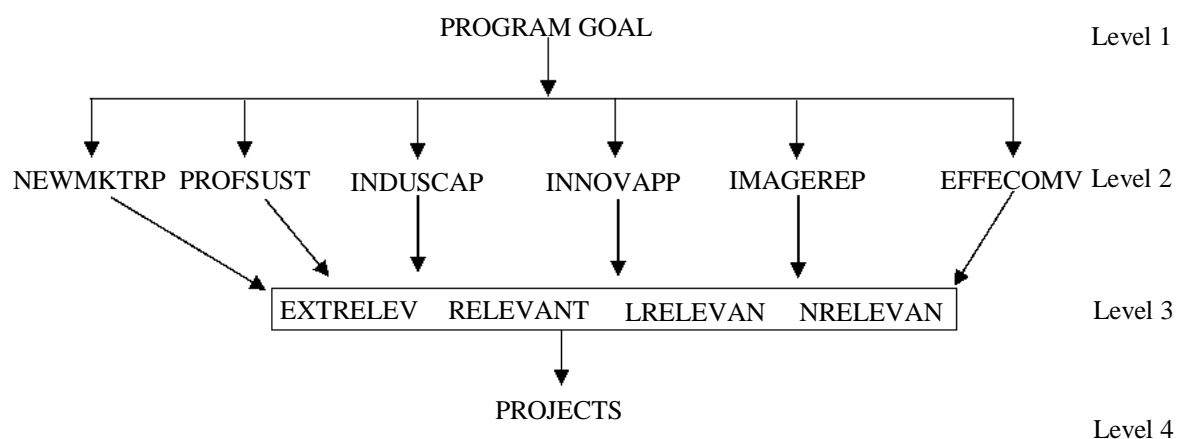 PROGRAM GOAL Level 1
NEWMKTRP PROFSUST INDUSCAP INNOVAPP IMAGEREP EFFECOMV Level 2
EXTRELEV RELEVANT LRELEVAN NRELEVAN Level 3
PROJECTS
Level 4